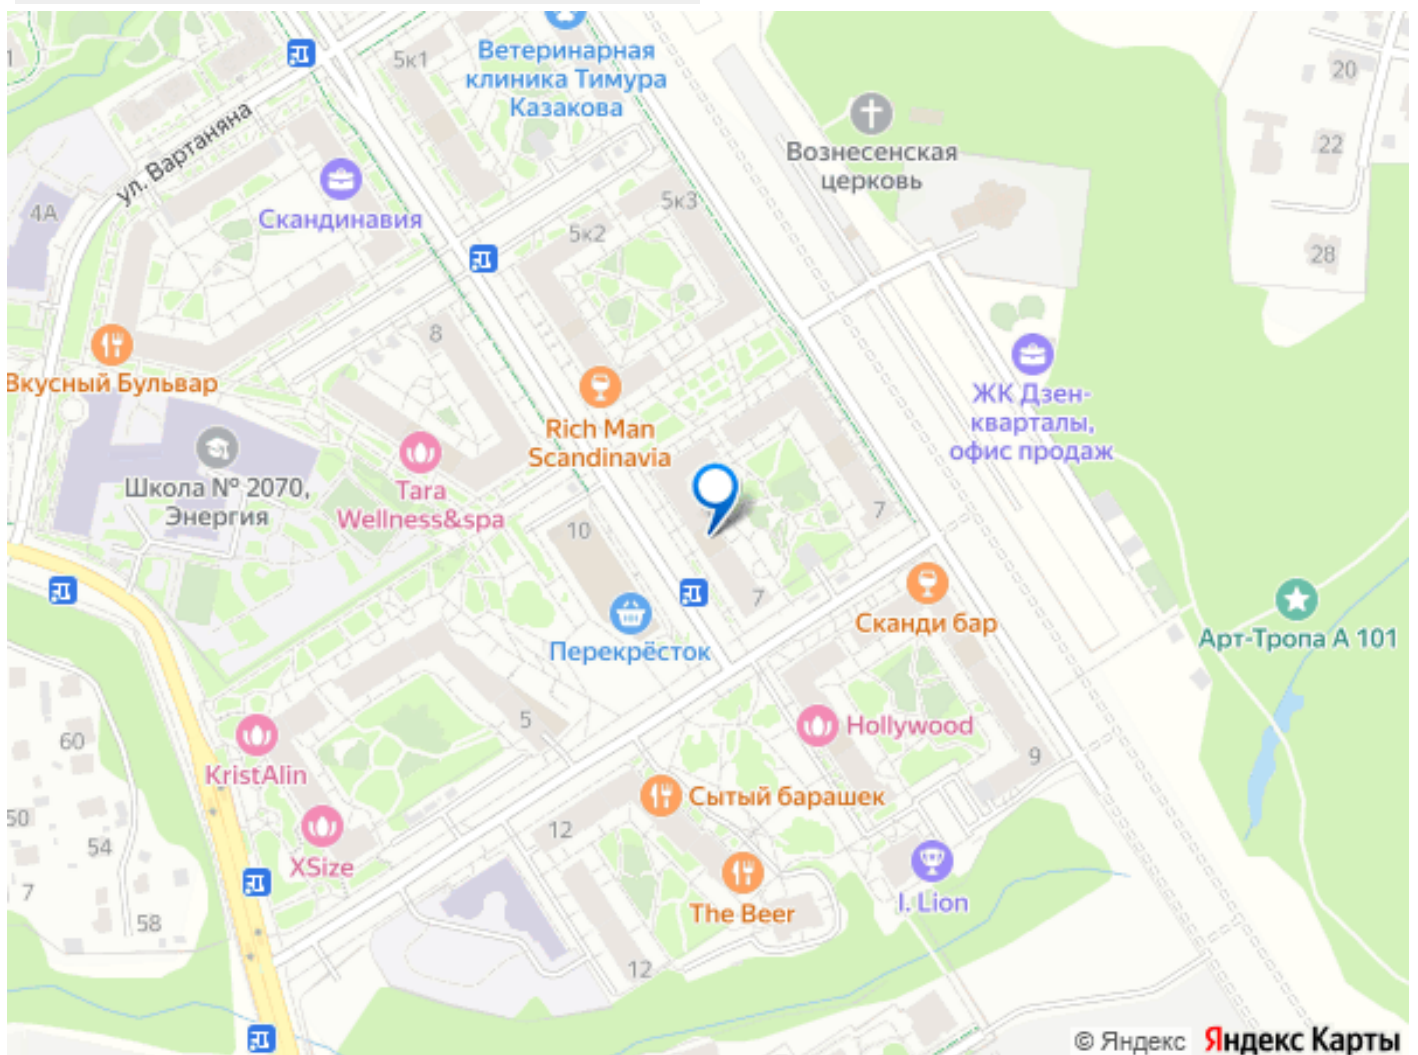 5к1
Ветеринарная
клиника Тимура
Казакова
20
22
28
Вознесенская
церковь
ул. Вартаняна
4А
1
Скандинавия
5к3
5к2
8
Вкусный Бульвар
Rich Man
Scandinavia
ЖК Дзен-
кварталы,
офис продаж
Школа № 2070,
Энергия
Tara
Wellness&spa
10
7
7
Перекрёсток
Сканди бар
Арт-Тропа А 101
5
Hollywood
9
60
KristAlin
50
54
Сытый барашек
12
XSize
7
58
The Beer
I. Lion
12
© Яндекс Яндекс Карты